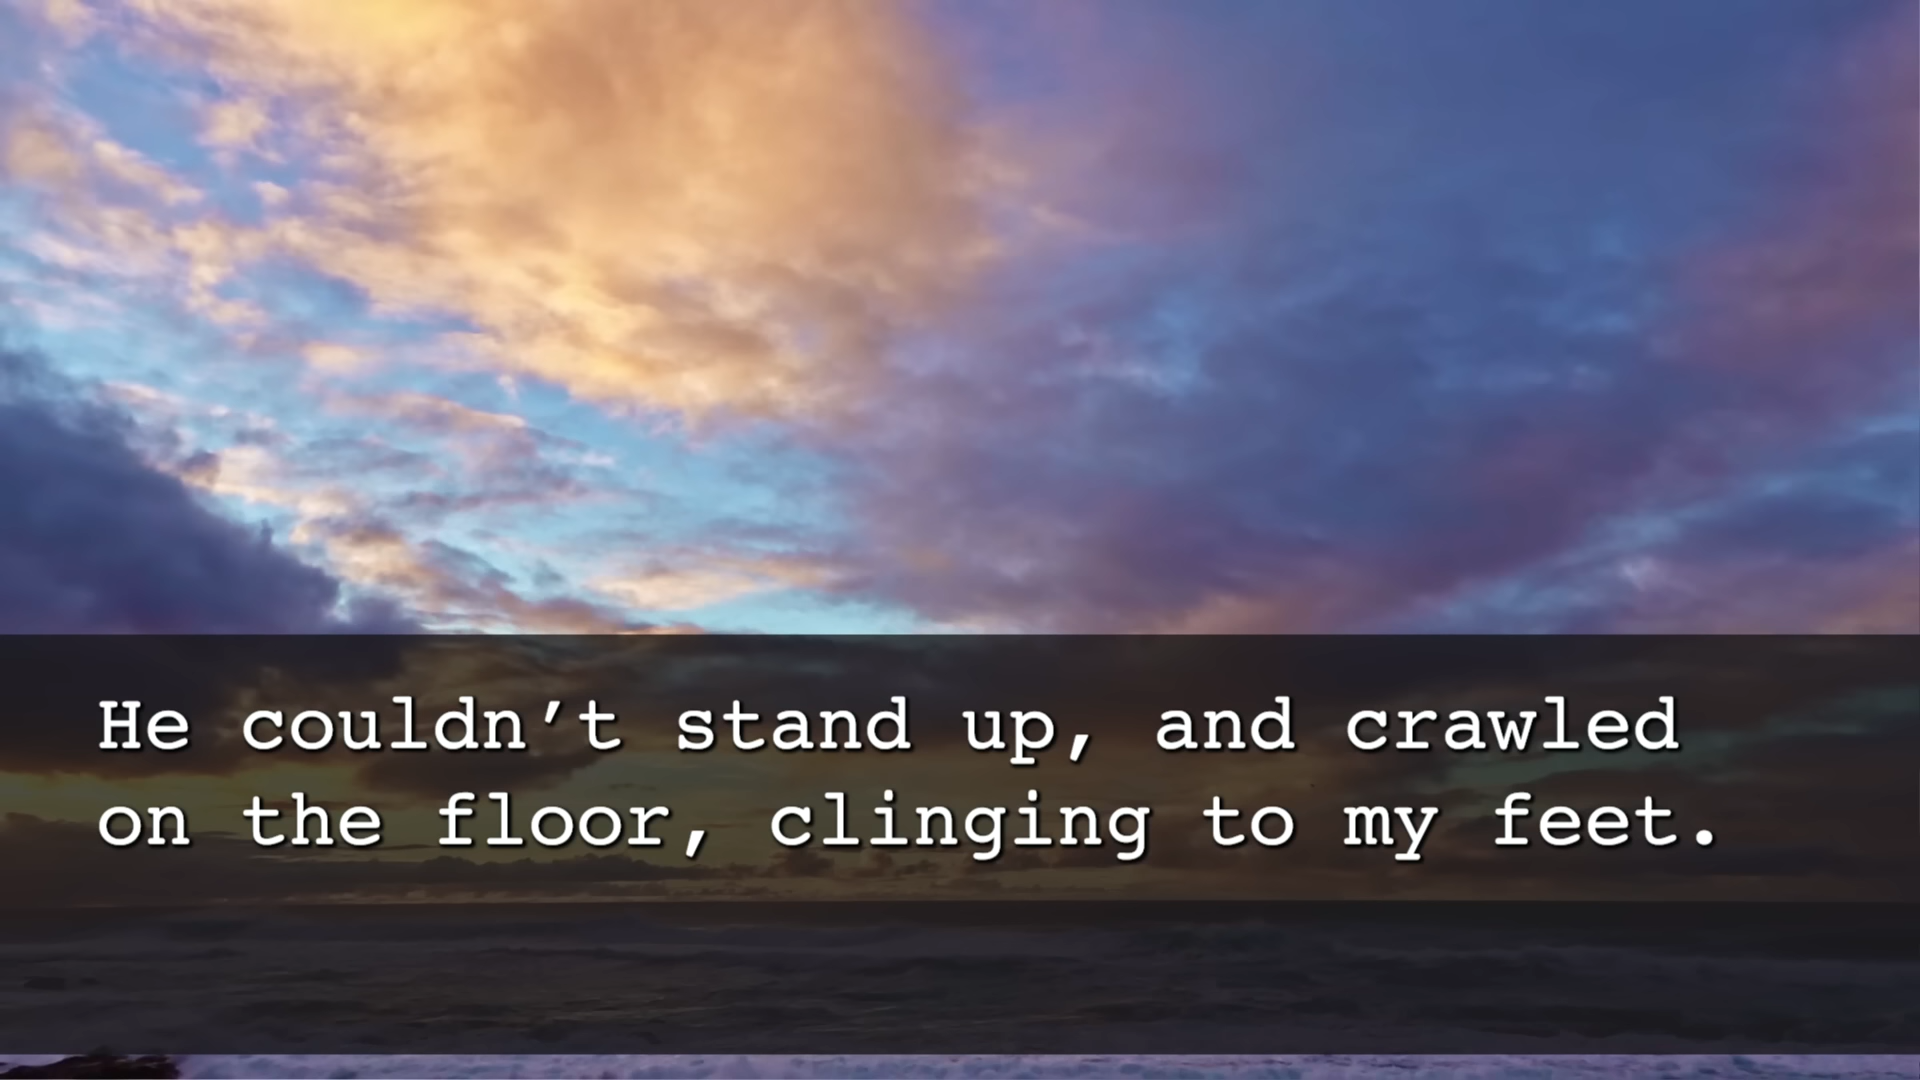 He couldn’t stand up, and crawled
on the floor, clinging to my feet.